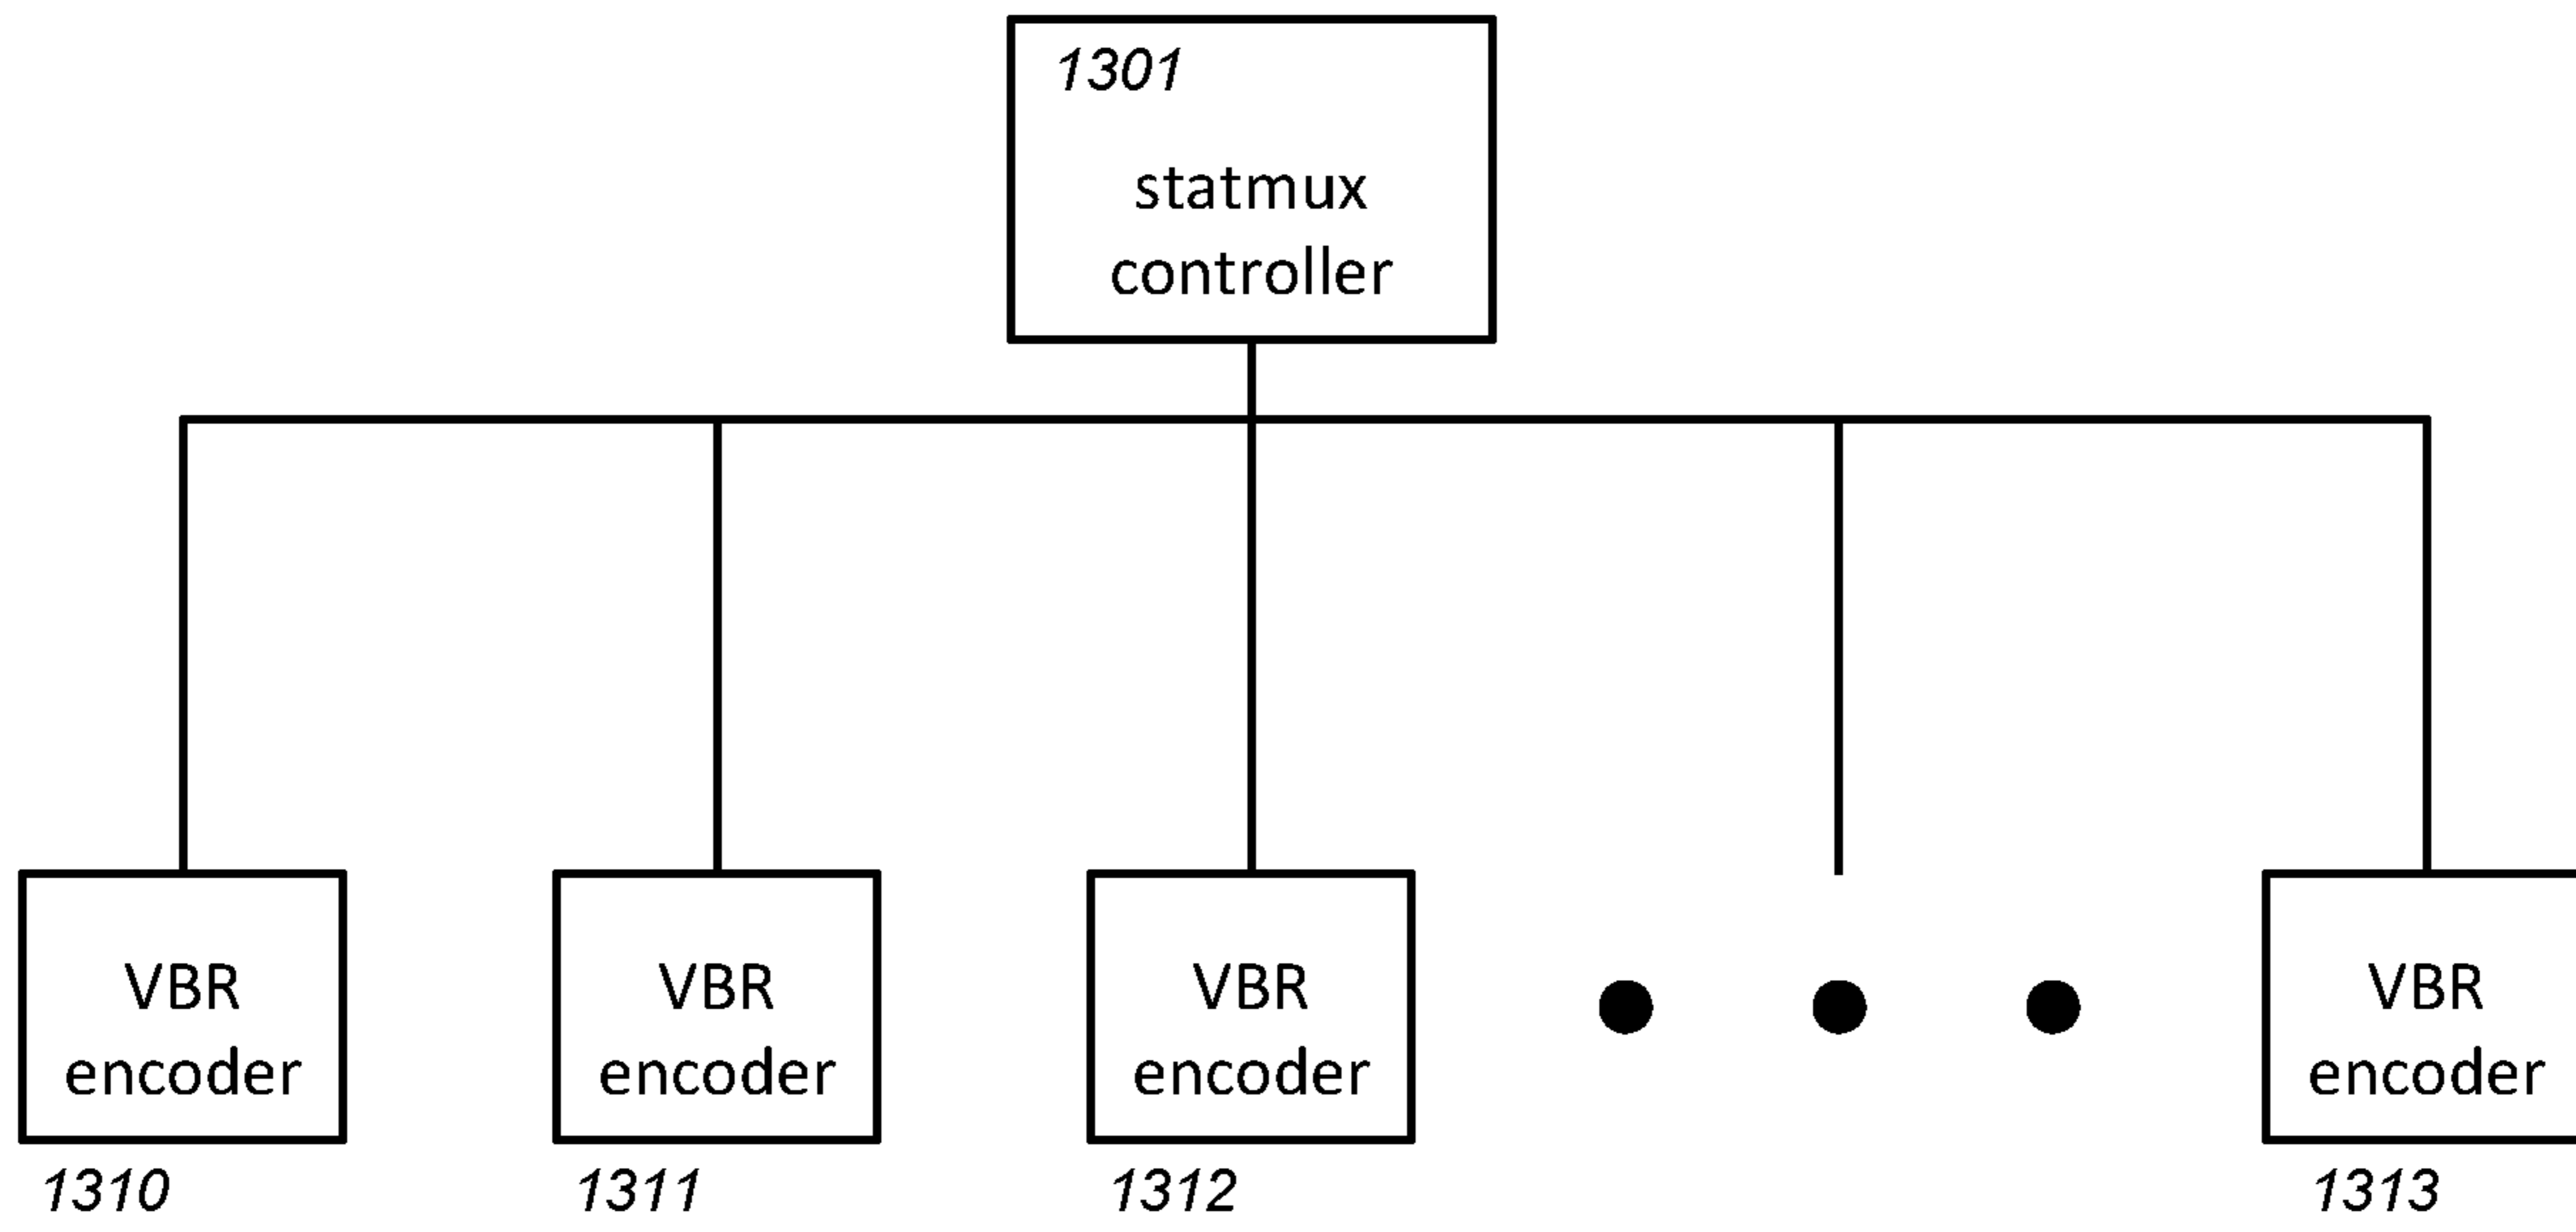 1301
statmux
controller
VBR
encoder
1310
VBR
encoder
1311
VBR
encoder
1312
VBR
encoder
1313